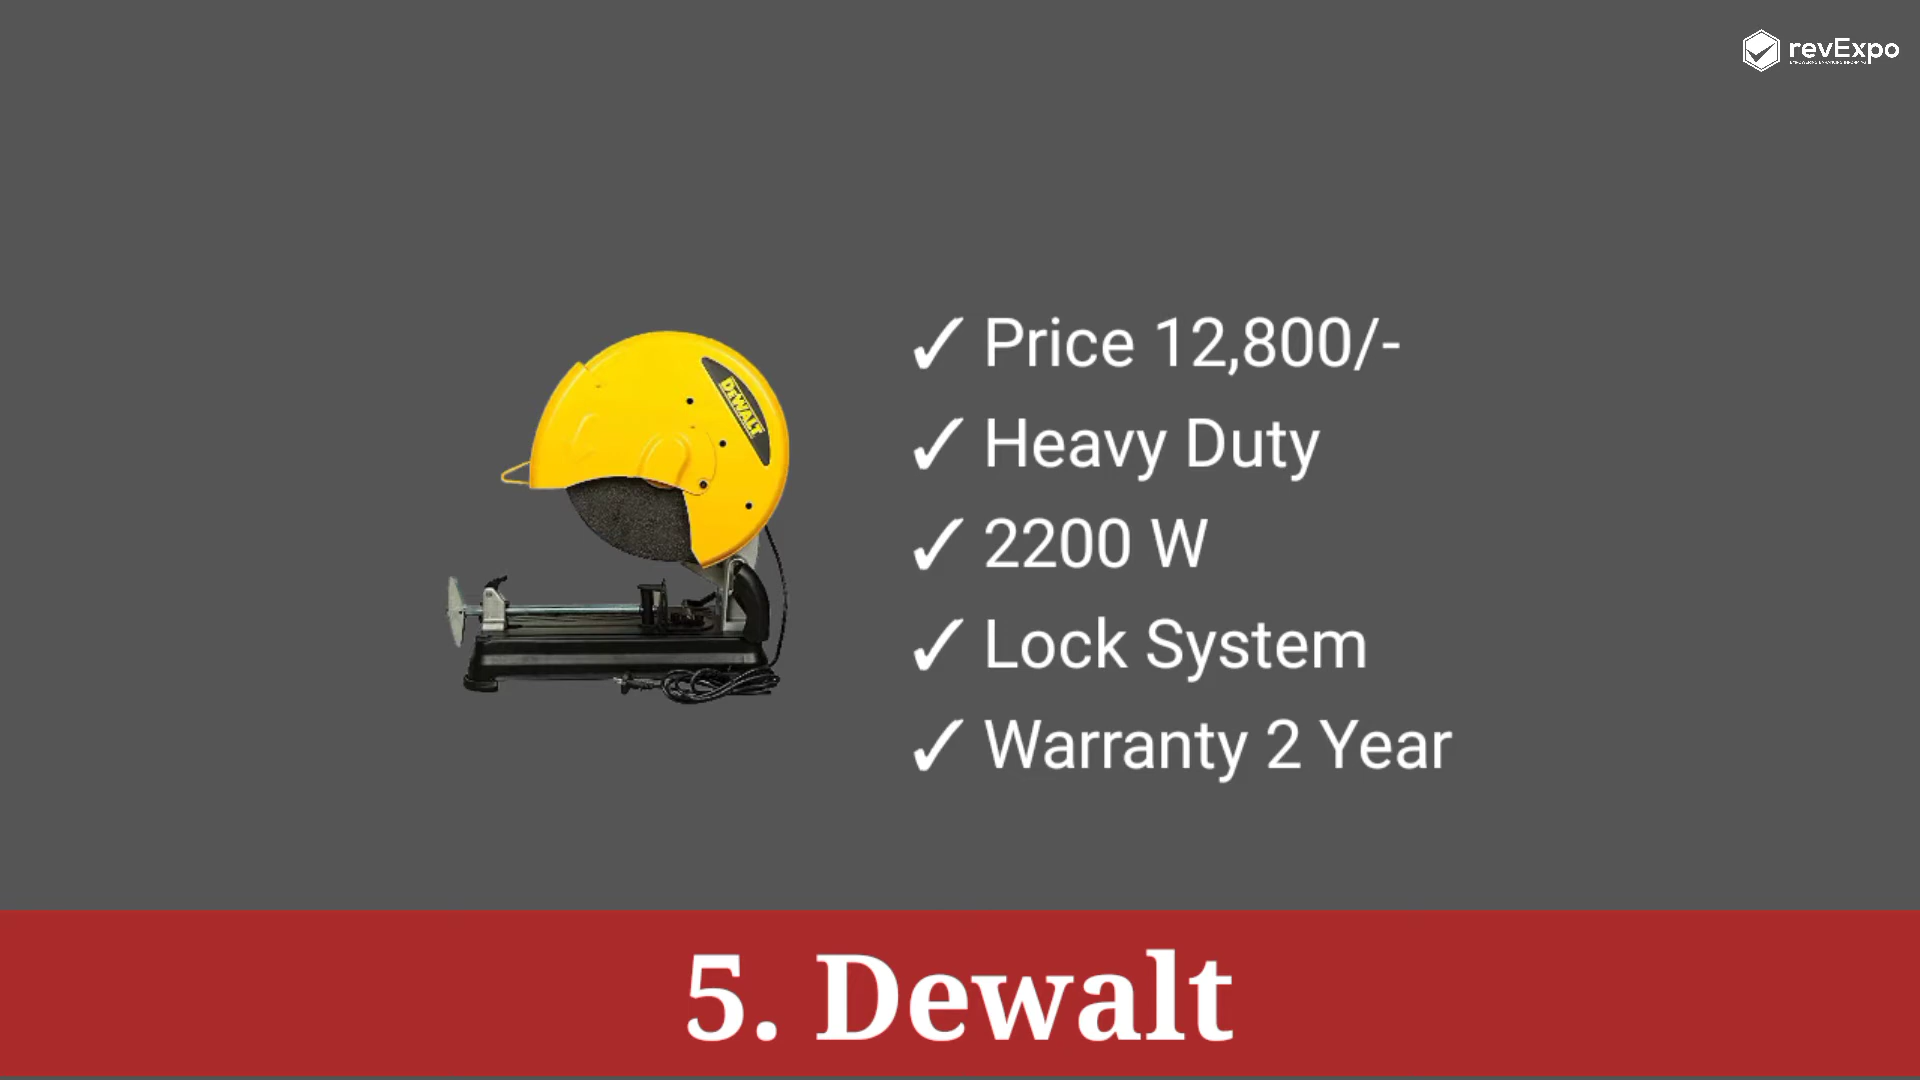 revExpo
DEWALT
✓ Price 12,800/-
✓ Heavy Duty
✓ 2200 W
✓ Lock System
✓ Warranty 2 Year
5. Dewalt